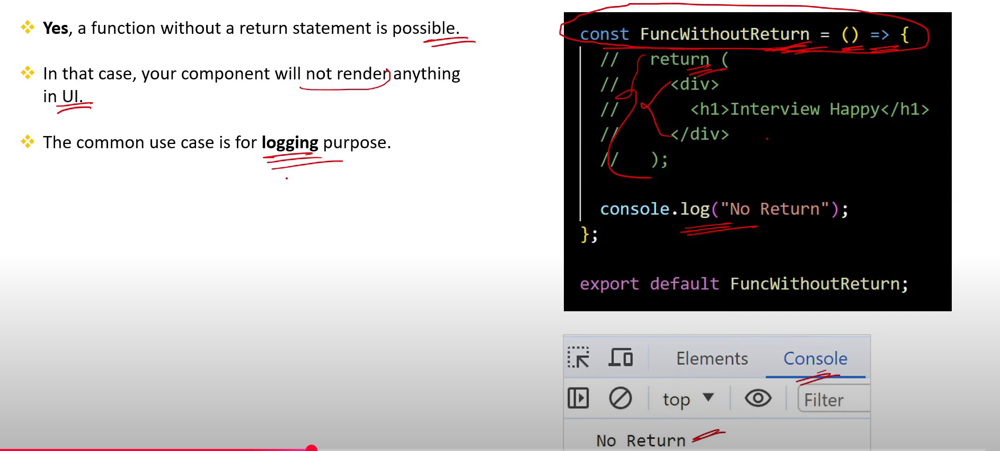 Yes, a function without a return statement is possible.
In that case, your component will not render anything
in UI.
The common use case is for logging purpose.
const FuncWithoutReturn = () => {
//   return (
//     <div>
//       <h1>Interview Happy</h1>
//     </div>
//   );
console.log("No Return");
};
export default FuncWithoutReturn;
Elements Console
top Filter
No Return